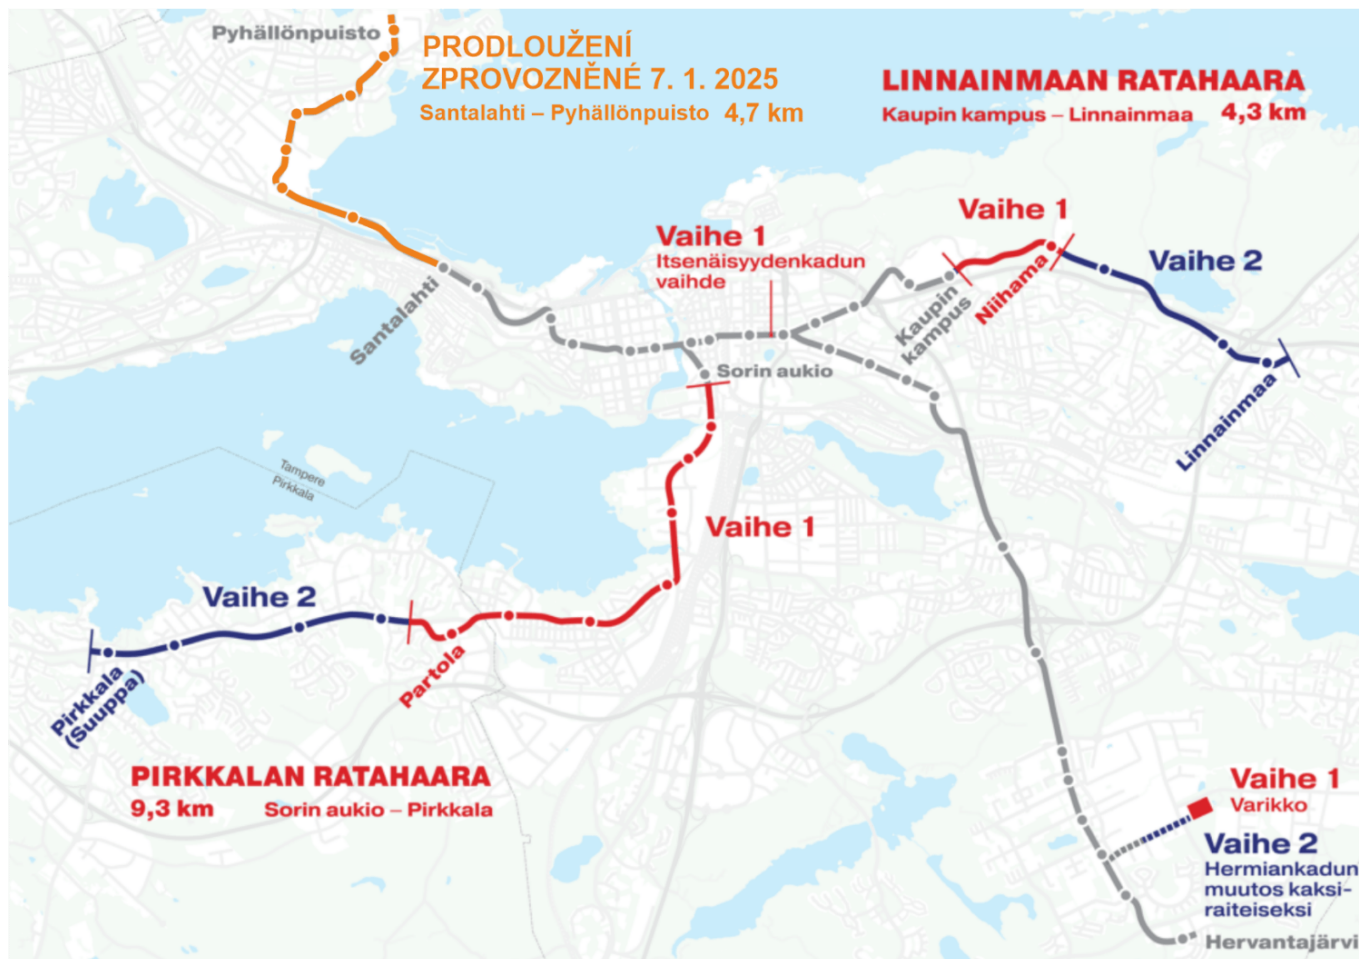 Pyhällönpuisto
PRODLOUŽENÍ
ZPROVOZNĚNÉ 7. 1. 2025
Santalahti – Pyhällönpuisto 4,7 km
LINNAINMAAN RATAHAARA
Kaupin kampus – Linnainmaa 4,3 km
Vaihe 1
Vaihe 1
Itsenäisyydenkadun
vaihde
Vaihe 2
Santalahti
Kaupin
kampus
Niihama
Sorin aukio
Linnainmaa
Tampere
Pirkkala
Vaihe 1
Vaihe 2
Partola
Pirkkala
(Suuppa)
PIRKKALAN RATAHAARA
9,3 km Sorin aukio – Pirkkala
Vaihe 1
Varikko
Vaihe 2
Hermiankadun
muutos kaksi-
raiteiseksi
Hervantajärvi